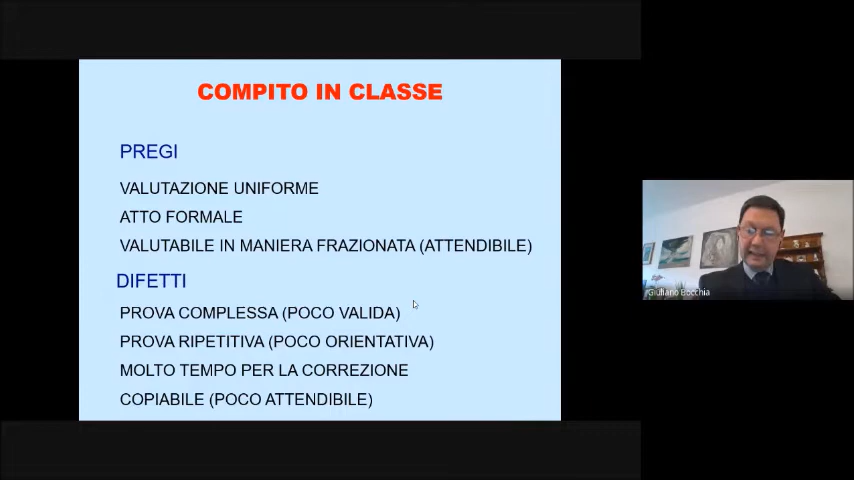 COMPITO IN CLASSE
PREGI
VALUTAZIONE UNIFORME
ATTO FORMALE
VALUTABILE IN MANIERA FRAZIONATA (ATTENDIBILE)
DIFETTI
PROVA COMPLESSA (POCO VALIDA)
PROVA RIPETITIVA (POCO ORIENTATIVA)
MOLTO TEMPO PER LA CORREZIONE
COPIABILE (POCO ATTENDIBILE)
Giuliano Bocchia